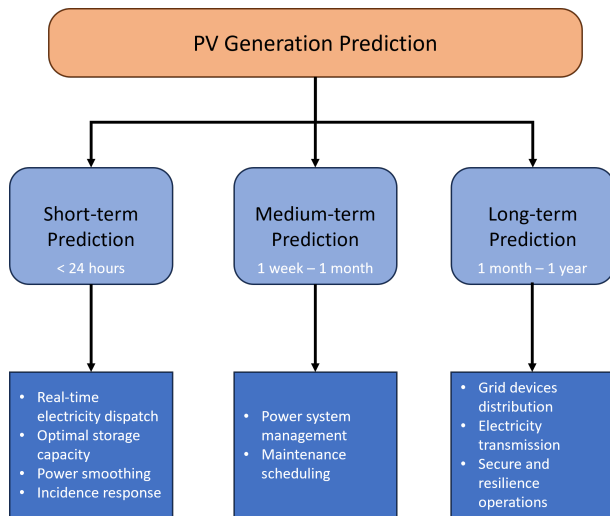 PV Generation Prediction
Short-term
Prediction
< 24 hours
Medium-term
Prediction
1 week – 1 month
Long-term
Prediction
1 month – 1 year
• Real-time
electricity dispatch
• Optimal storage
capacity
• Power smoothing
• Incidence response
• Power system
management
• Maintenance
scheduling
• Grid devices
distribution
• Electricity
transmission
• Secure and
resilience
operations